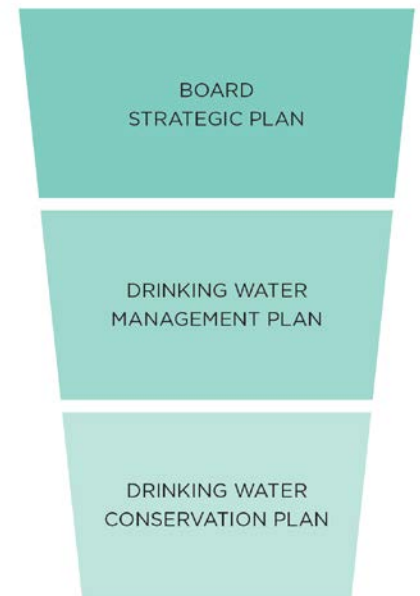 BOARD
STRATEGIC PLAN
DRINKING WATER
MANAGEMENT PLAN
DRINKING WATER
CONSERVATION PLAN